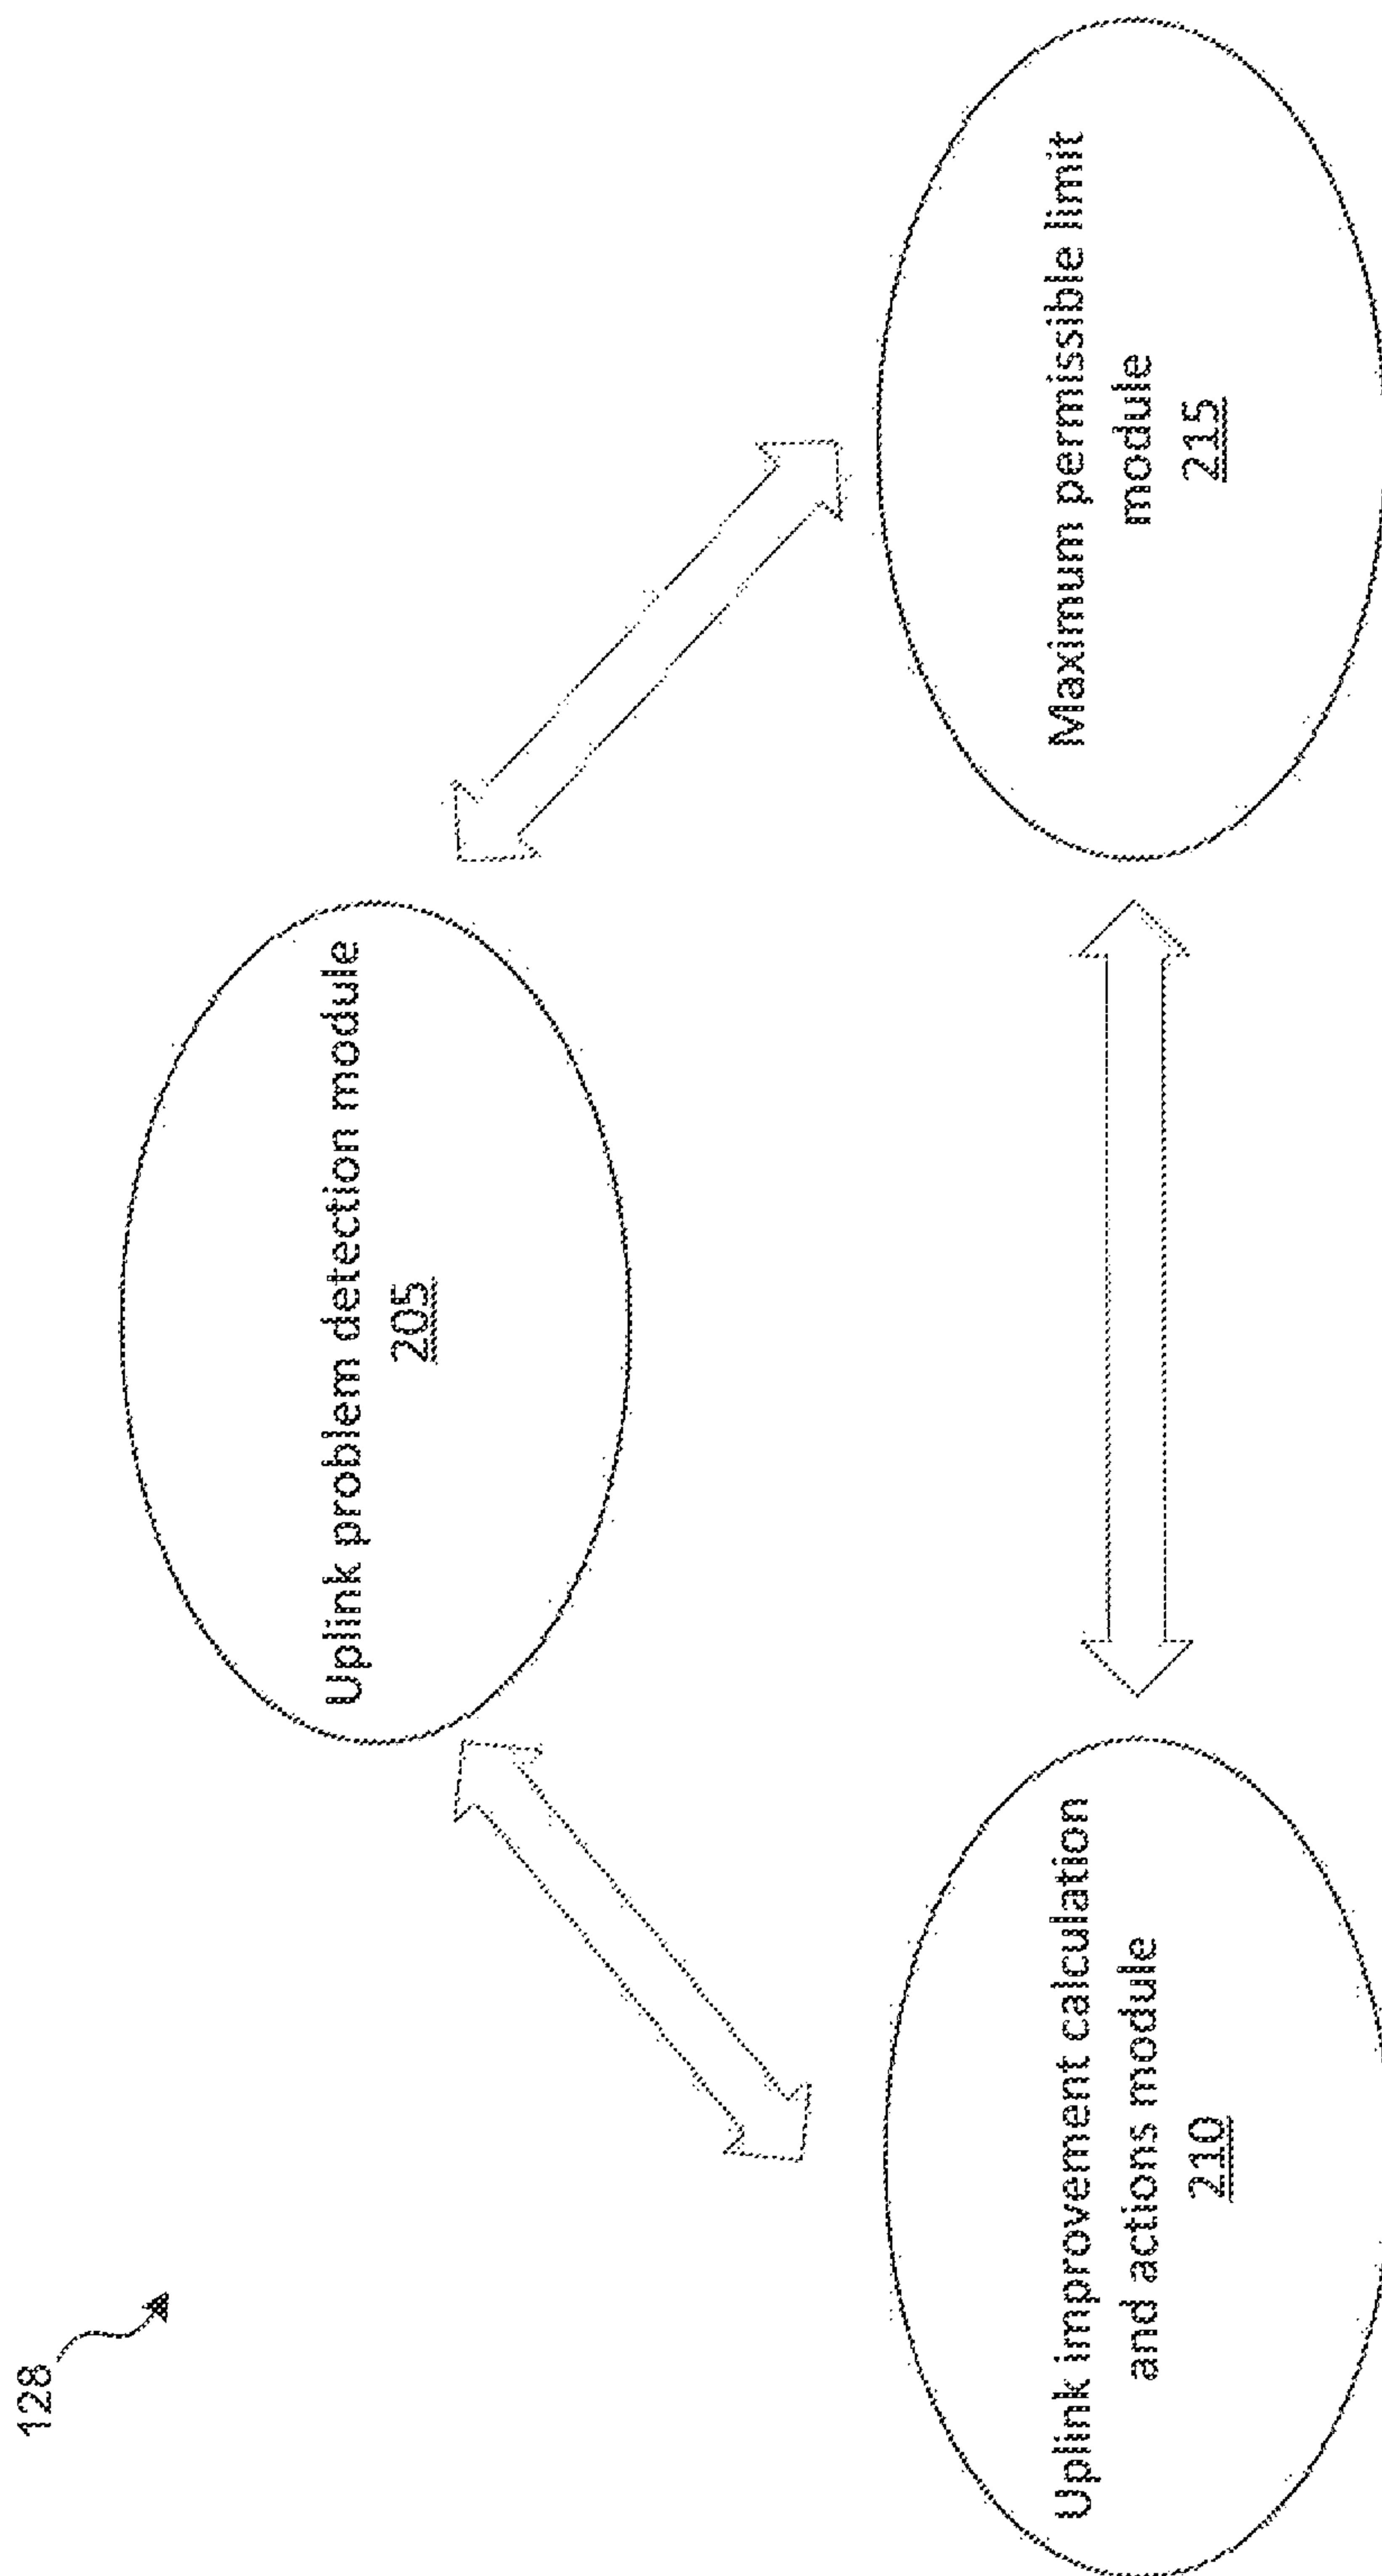 128
Uplink problem detection module
205
Uplink improvement calculation
and actions module
210
Maximum permissible limit
module
215